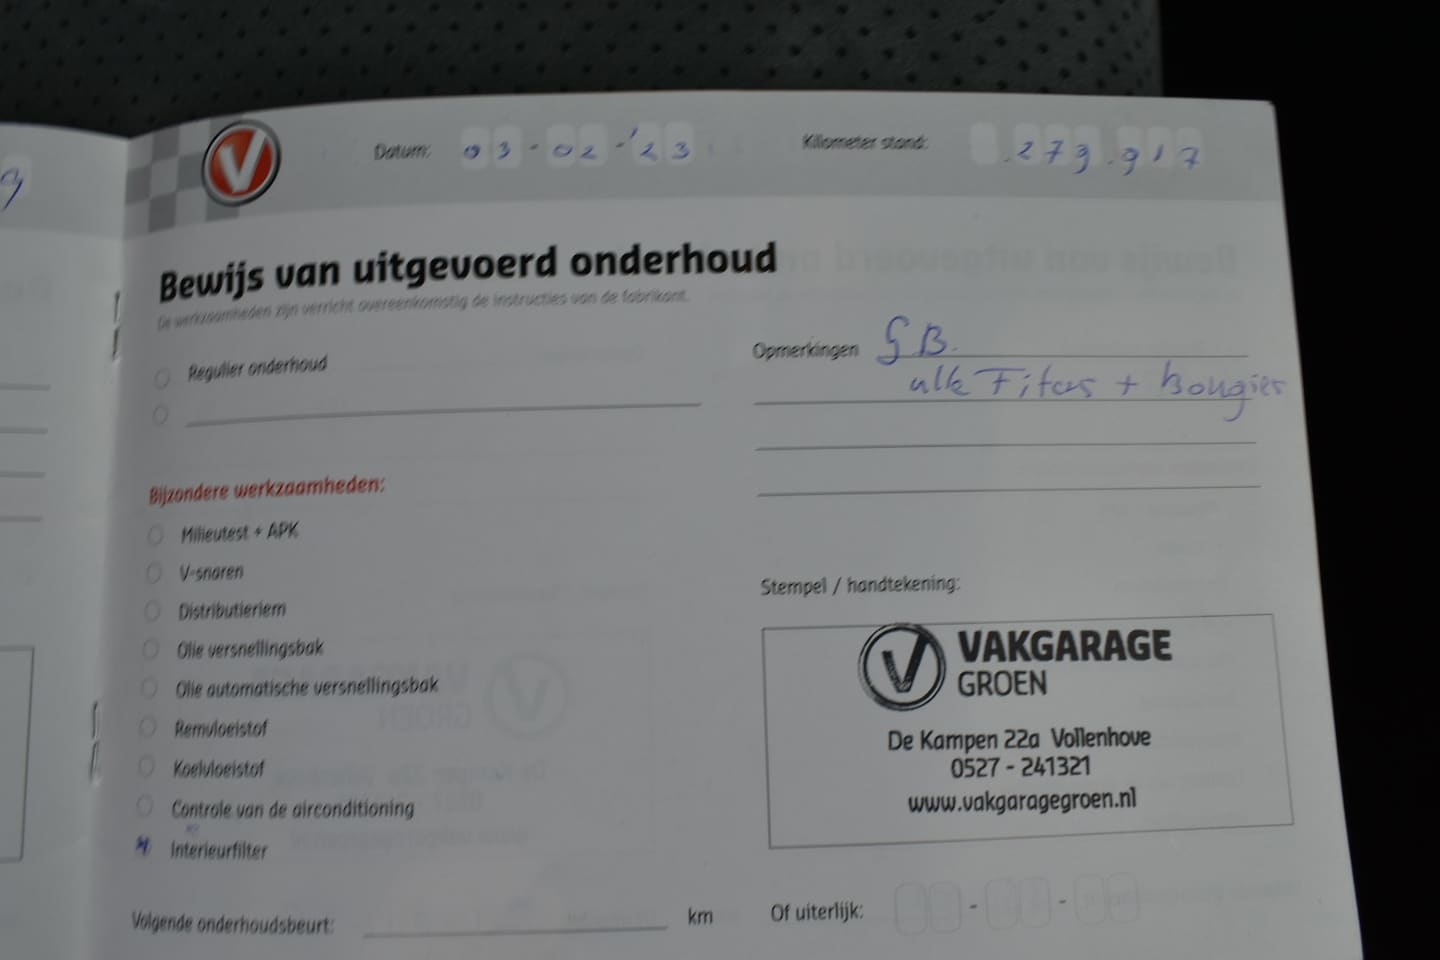 g
V
Datum: 03-02-'23
Kilometer stand: .273.917
Bewijs van uitgevoerd onderhoud
De werkzaamheden zijn verricht overeenkomstig de instructies van de fabrikant.
Regulier onderhoud
Opmerkingen G.B.
alle Filters + Bougies
Bijzondere werkzaamheden:
Milieutest + APK
V-snaren
Distributieriem
Olie versnellingsbak
Olie automatische versnellingsbak
Remvloeistof
Koelvloeistof
Controle van de airconditioning
Interieurfilter
Stempel / handtekening:
V VAKGARAGE
GROEN
De Kampen 22a Vollenhove
0527 - 241321
www.vakgaragegroen.nl
Volgende onderhoudsbeurt: km
Of uiterlijk: - -